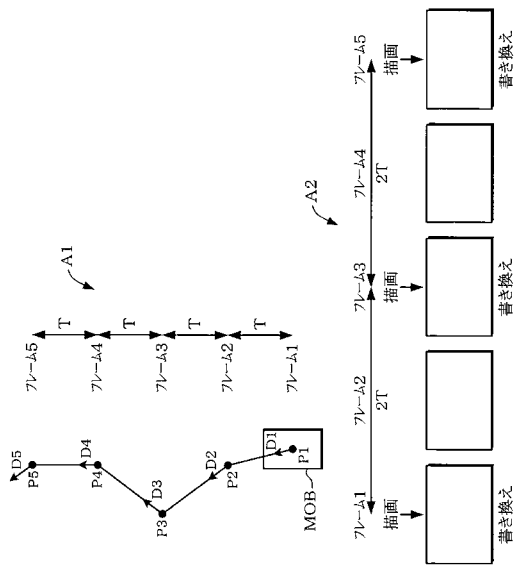 A1
フレーム5
フレーム4
フレーム3
フレーム2
フレーム1
T
T
T
T
D5
P5
D4
P4
D3
P3
D2
P2
D1
P1
MOB
A2
フレーム1
フレーム2
フレーム3
フレーム4
フレーム5
2T
2T
描画
描画
描画
書き換え
書き換え
書き換え